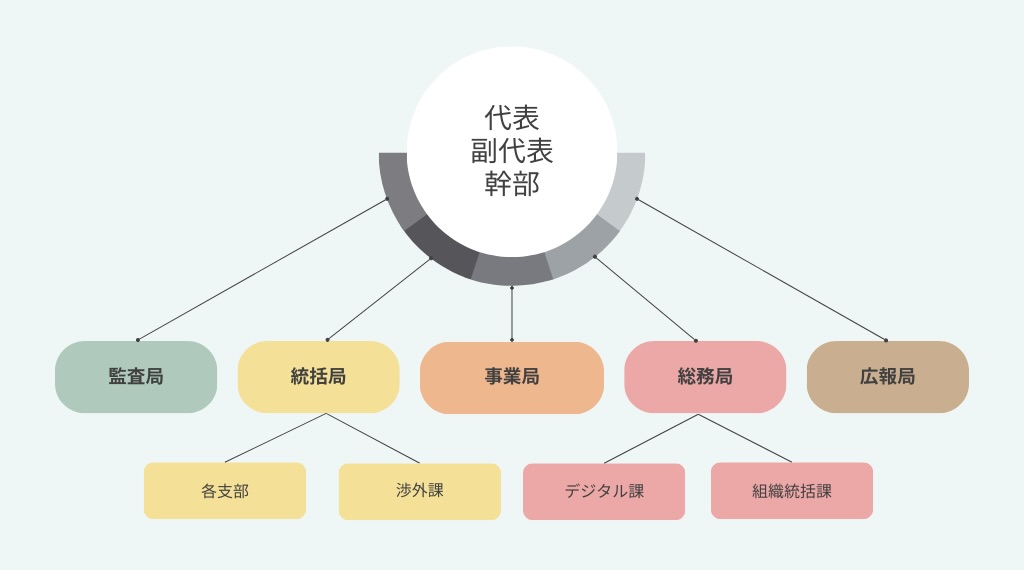 代表
副代表
幹部
監査局
統括局
事業局
総務局
広報局
各支部
渉外課
デジタル課
組織統括課